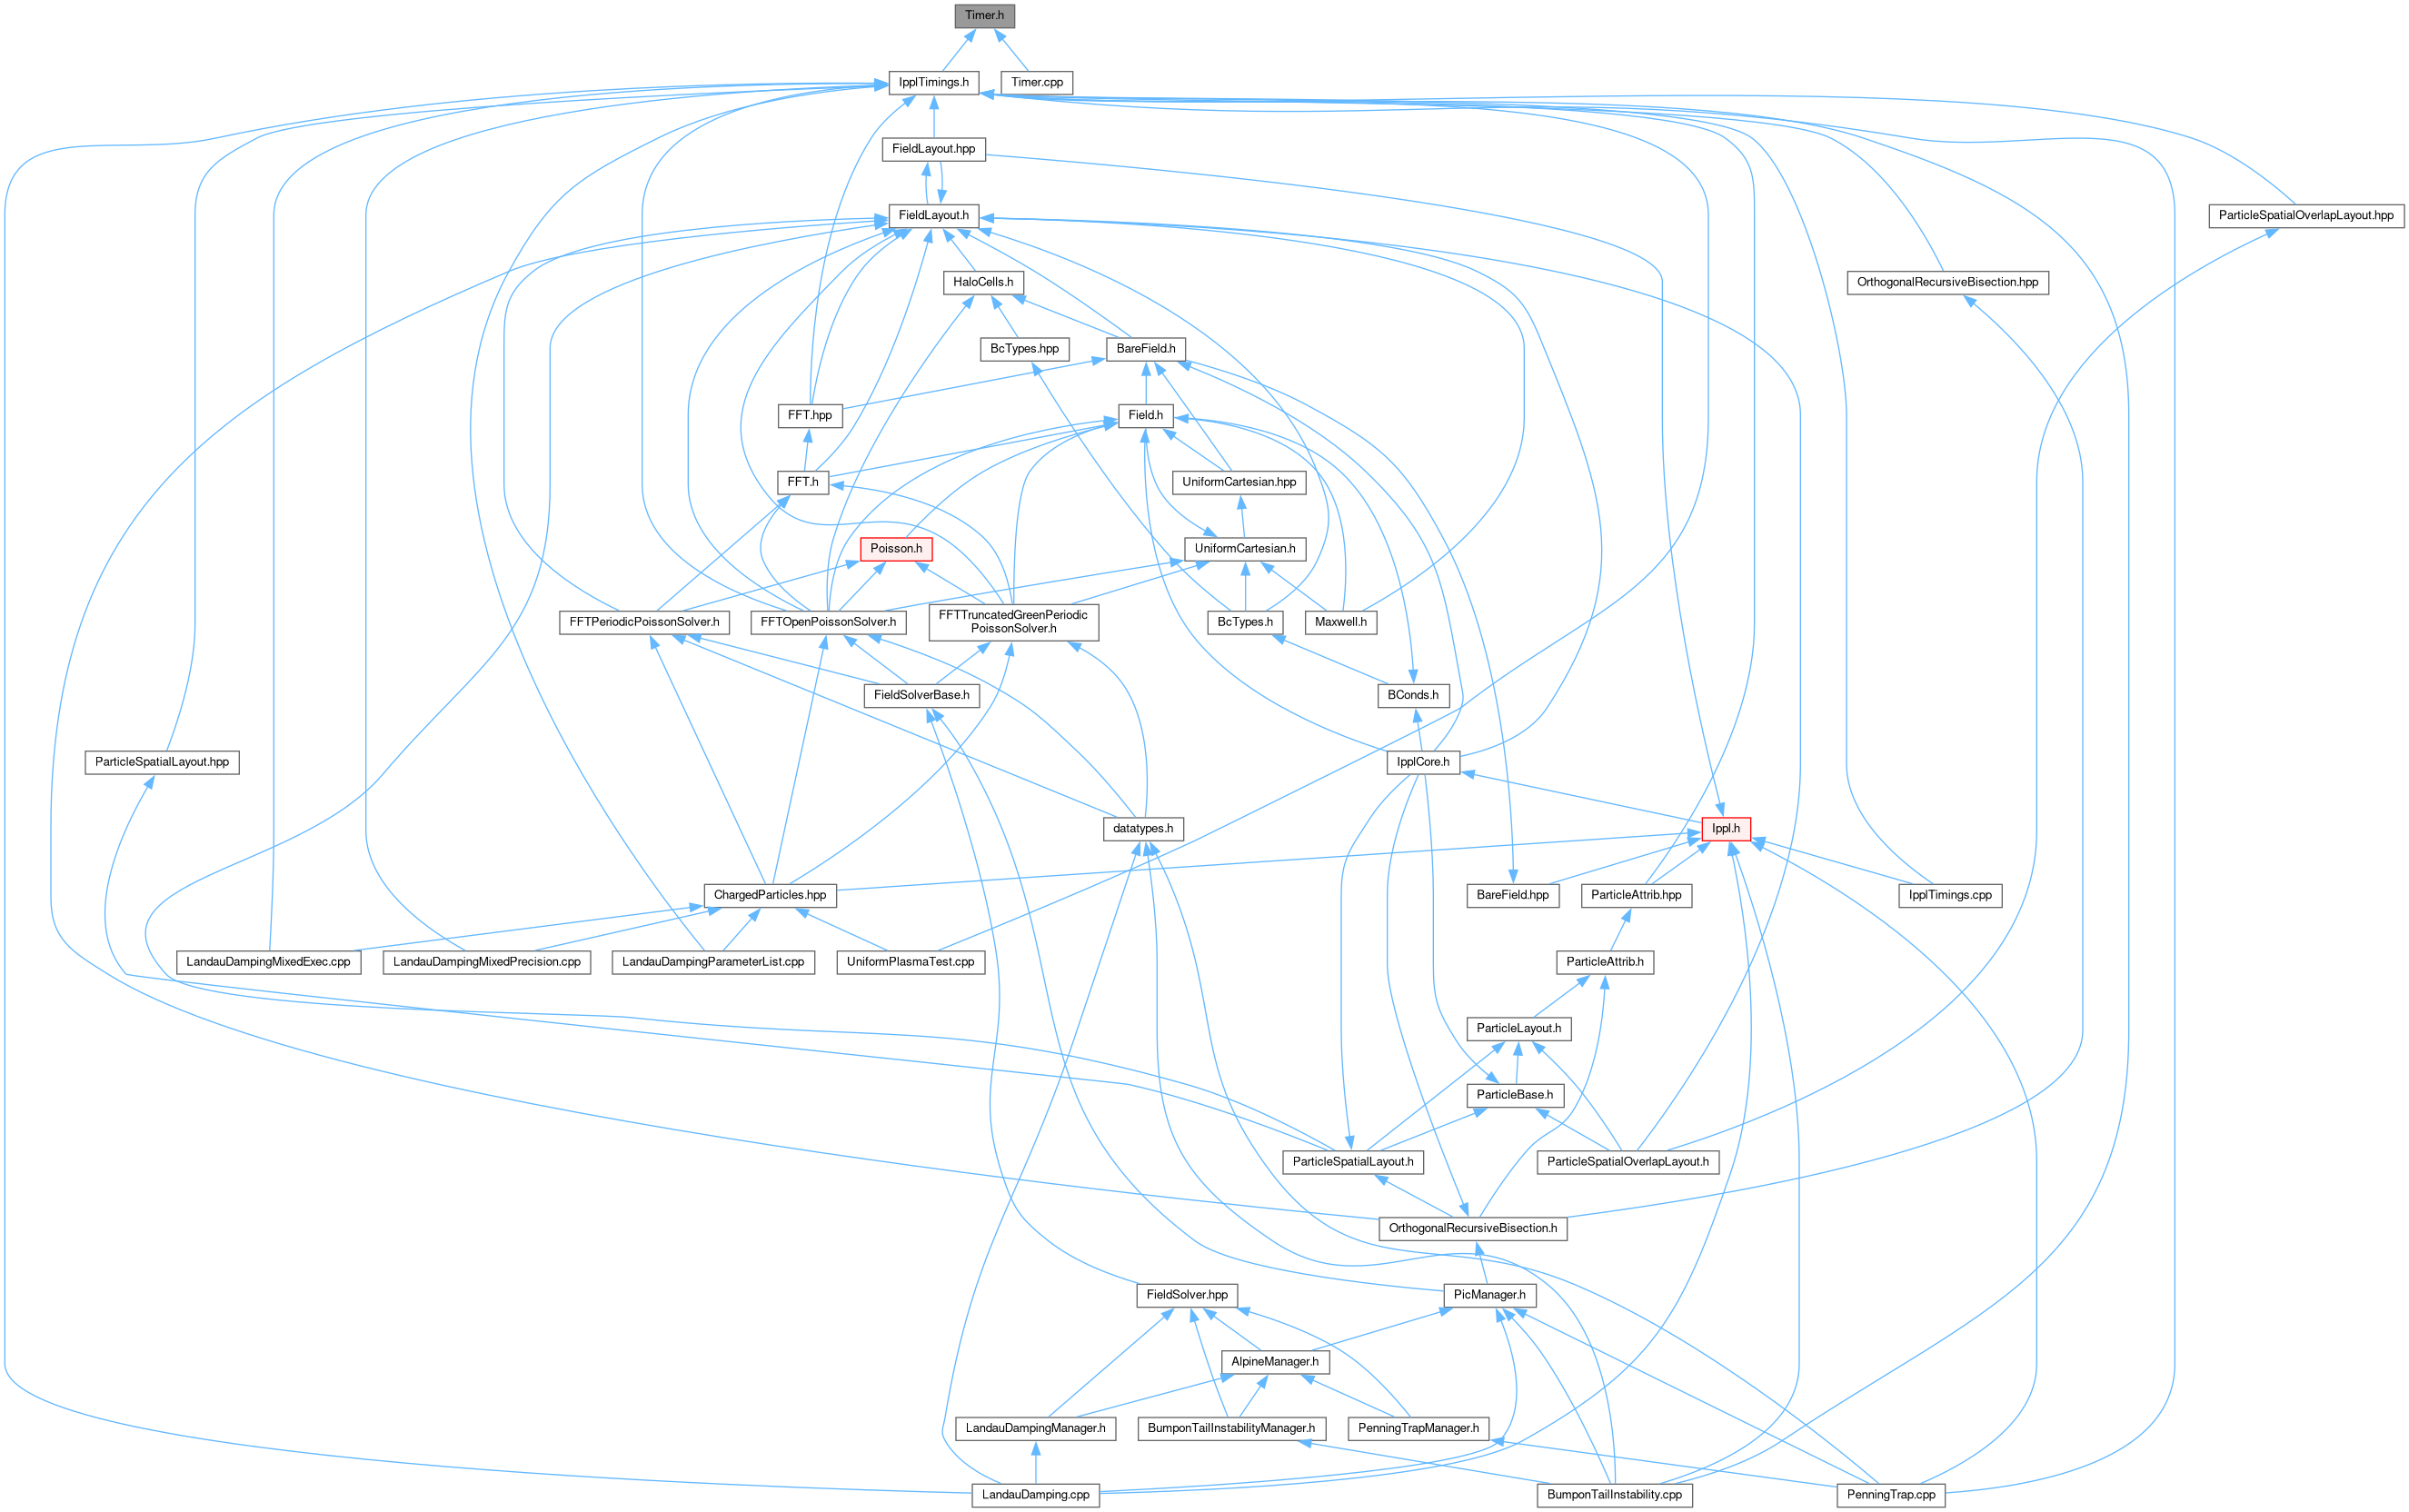 Timer.h
IpplTimings.h
Timer.cpp
FieldLayout.hpp
FieldLayout.h
ParticleSpatialOverlapLayout.hpp
HaloCells.h
OrthogonalRecursiveBisection.hpp
BcTypes.hpp
BareField.h
FFT.hpp
Field.h
FFT.h
UniformCartesian.hpp
Poisson.h
UniformCartesian.h
FFTPeriodicPoissonSolver.h
FFTOpenPoissonSolver.h
FFTTruncatedGreenPeriodic
PoissonSolver.h
BcTypes.h
Maxwell.h
FieldSolverBase.h
BConds.h
ParticleSpatialLayout.hpp
IpplCore.h
datatypes.h
Ippl.h
ChargedParticles.hpp
BareField.hpp
ParticleAttrib.hpp
IpplTimings.cpp
LandauDampingMixedExec.cpp
LandauDampingMixedPrecision.cpp
LandauDampingParameterList.cpp
UniformPlasmaTest.cpp
ParticleAttrib.h
ParticleLayout.h
ParticleBase.h
ParticleSpatialLayout.h
ParticleSpatialOverlapLayout.h
OrthogonalRecursiveBisection.h
FieldSolver.hpp
PicManager.h
AlpineManager.h
LandauDampingManager.h
BumponTailInstabilityManager.h
PenningTrapManager.h
LandauDamping.cpp
BumponTailInstability.cpp
PenningTrap.cpp